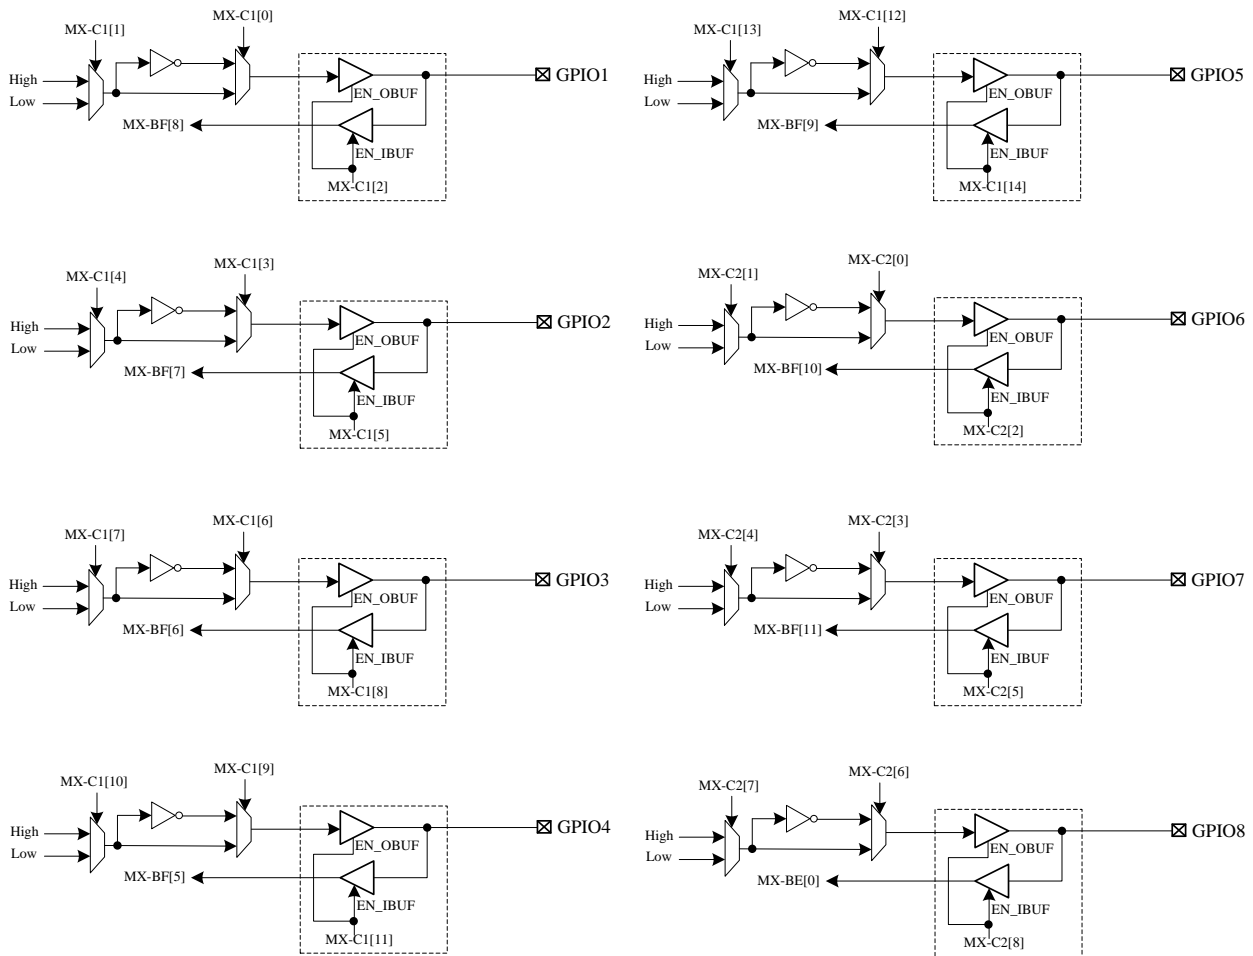 MX-C1[0]
MX-C1[1]
High
Low
EN_OBUF
GPIO1
MX-BF[8]
EN_IBUF
MX-C1[2]
MX-C1[12]
MX-C1[13]
High
Low
EN_OBUF
GPIO5
MX-BF[9]
EN_IBUF
MX-C1[14]
MX-C1[3]
MX-C1[4]
High
Low
EN_OBUF
GPIO2
MX-BF[7]
EN_IBUF
MX-C1[5]
MX-C2[0]
MX-C2[1]
High
Low
EN_OBUF
GPIO6
MX-BF[10]
EN_IBUF
MX-C2[2]
MX-C1[6]
MX-C1[7]
High
Low
EN_OBUF
GPIO3
MX-BF[6]
EN_IBUF
MX-C1[8]
MX-C2[3]
MX-C2[4]
High
Low
EN_OBUF
GPIO7
MX-BF[11]
EN_IBUF
MX-C2[5]
MX-C1[9]
MX-C1[10]
High
Low
EN_OBUF
GPIO4
MX-BF[5]
EN_IBUF
MX-C1[11]
MX-C2[6]
MX-C2[7]
High
Low
EN_OBUF
GPIO8
MX-BE[0]
EN_IBUF
MX-C2[8]